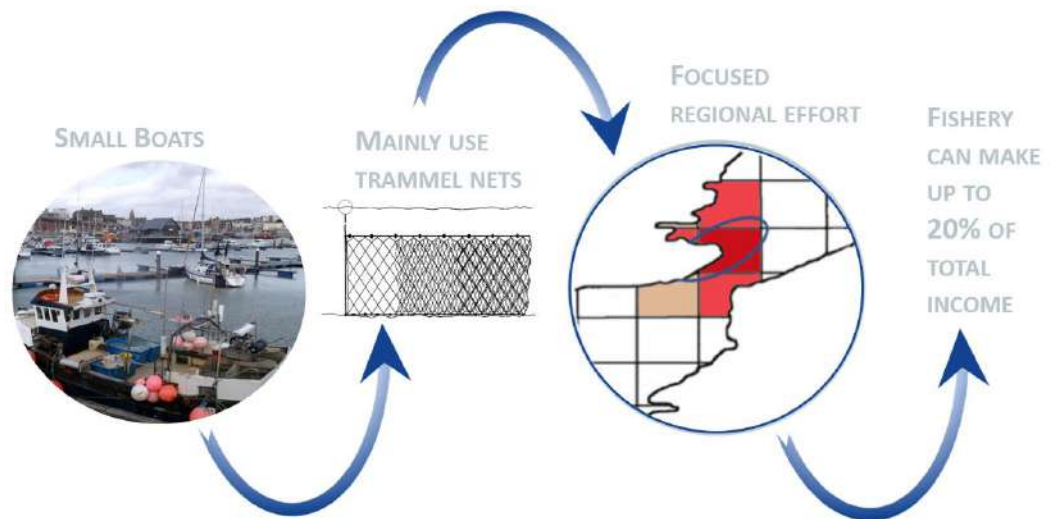 SMALL BOATS
MAINLY USE
TRAMMEL NETS
FOCUSED
REGIONAL EFFORT
FISHERY
CAN MAKE
UP TO
20% OF
TOTAL
INCOME